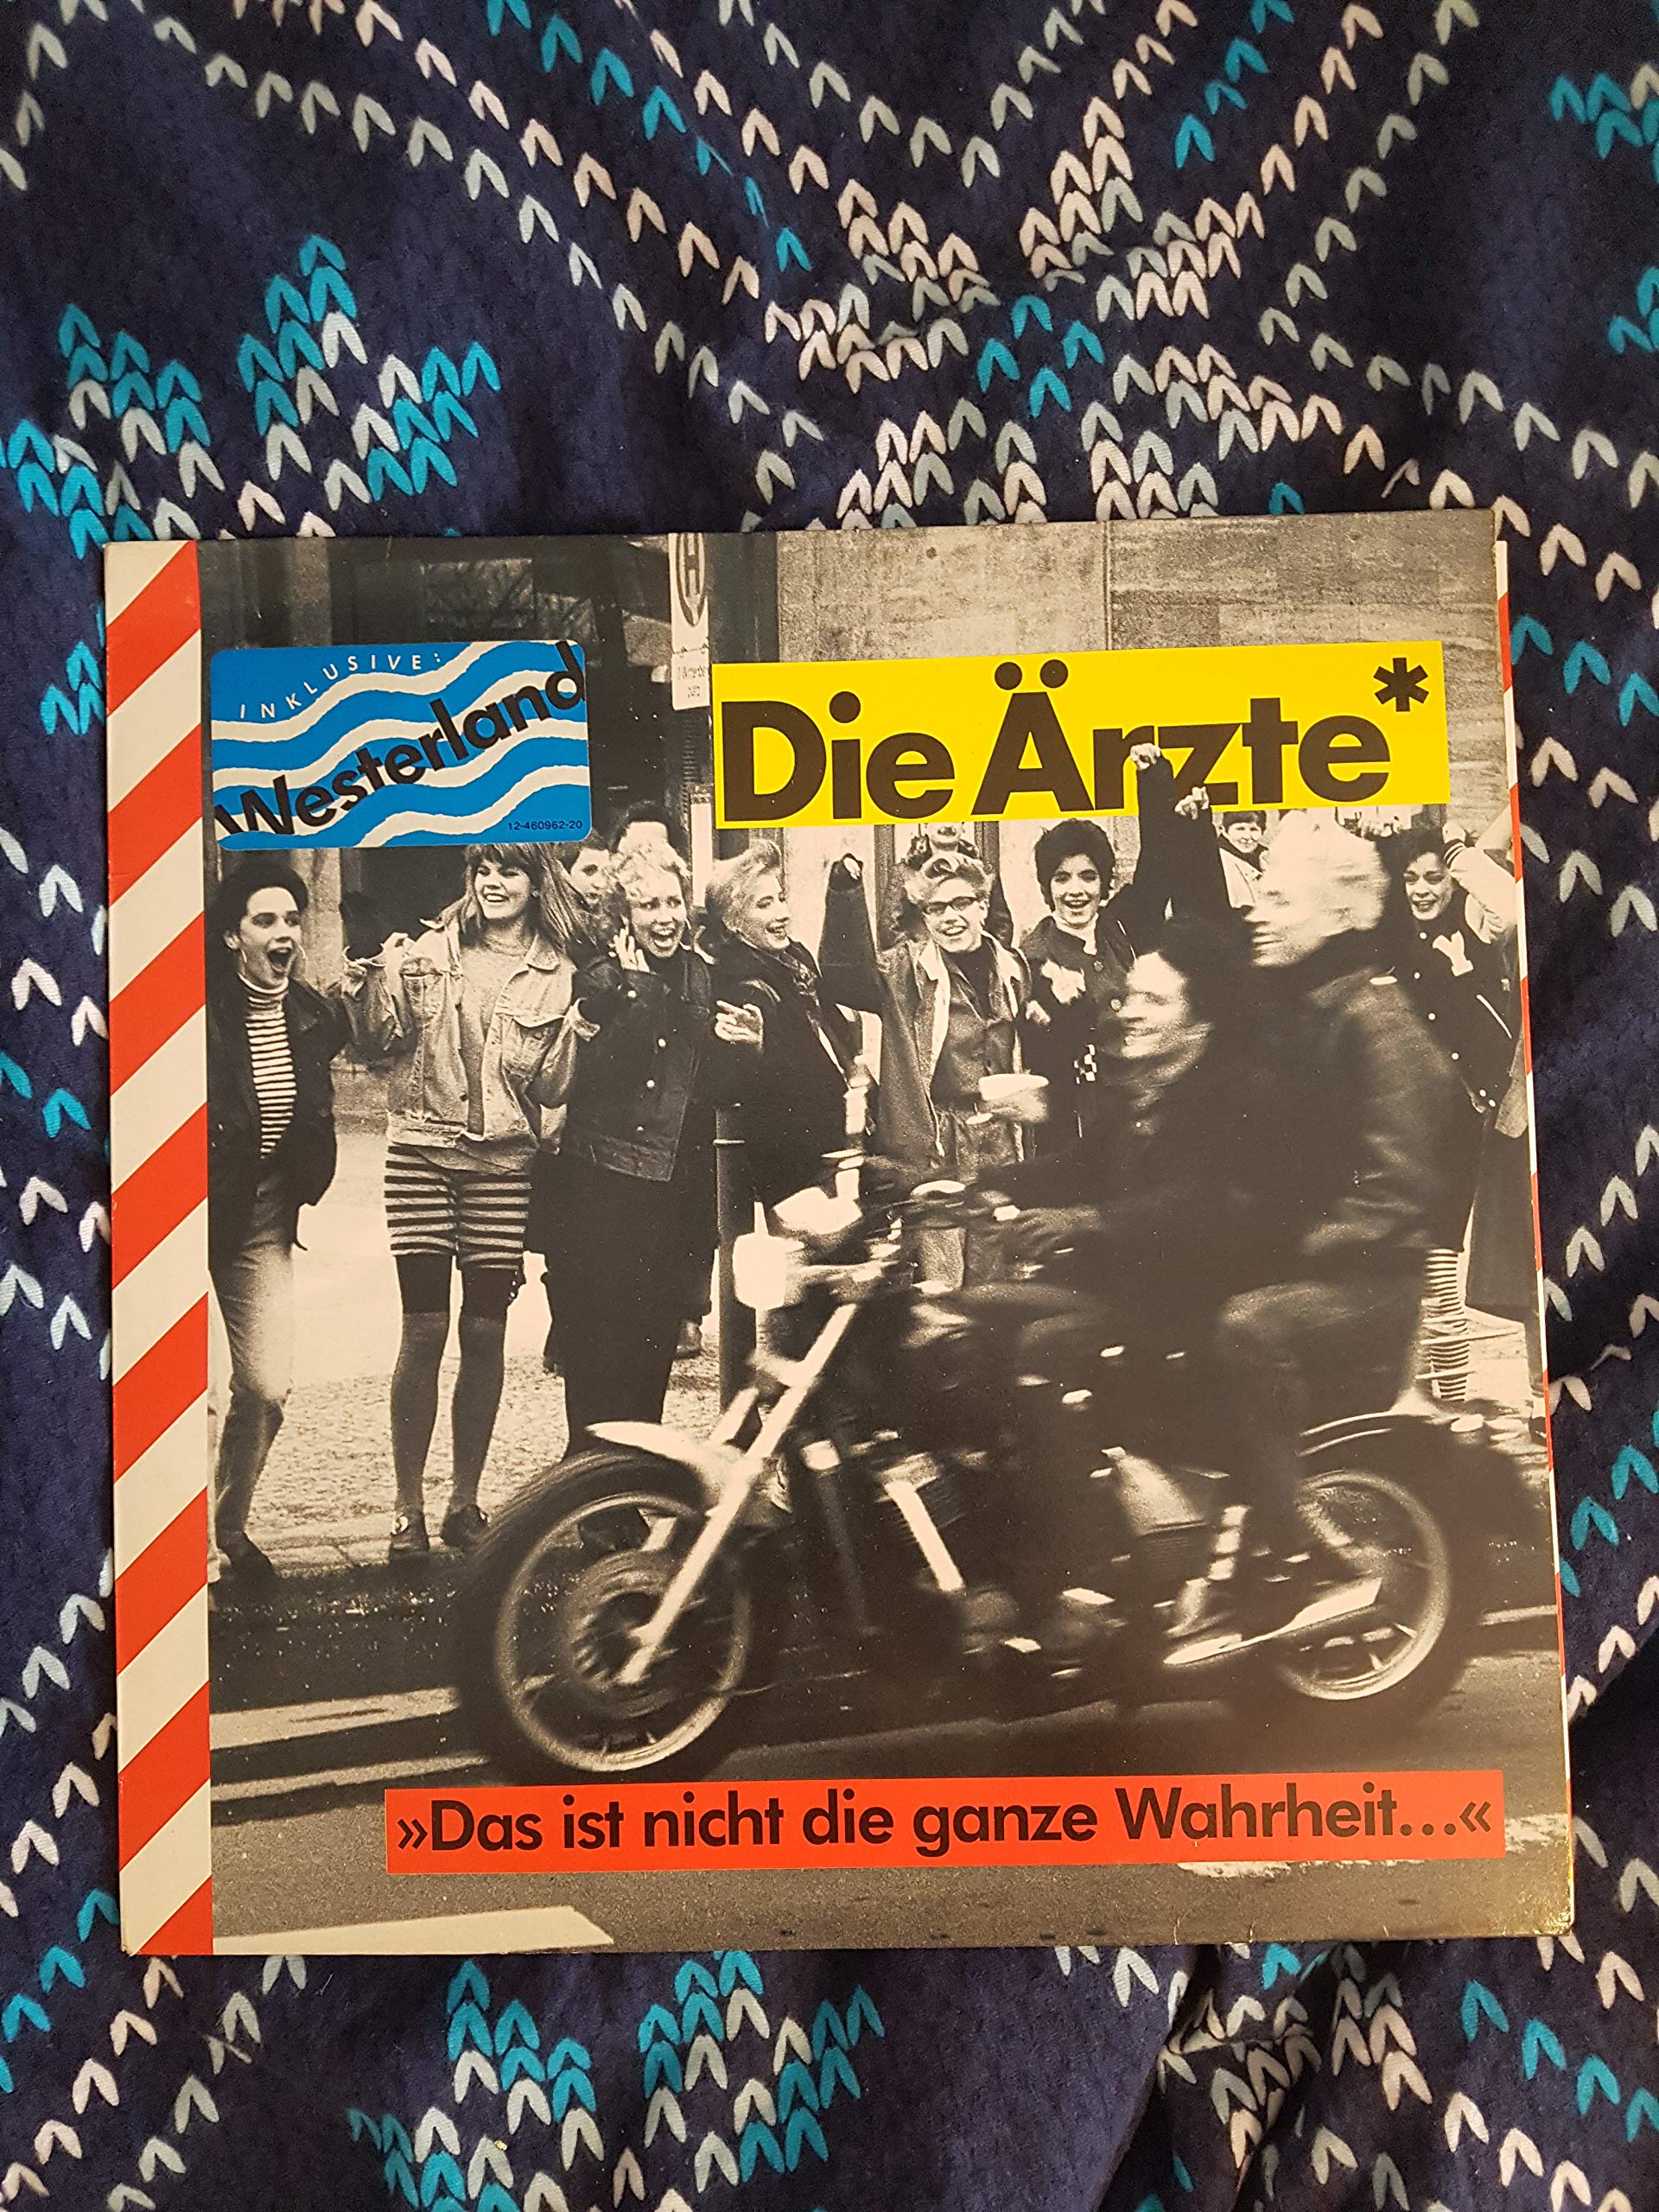 INKLUSIVE:
Westerland
12-460962-20
Die Ärzte*
H
»Das ist nicht die ganze Wahrheit...«